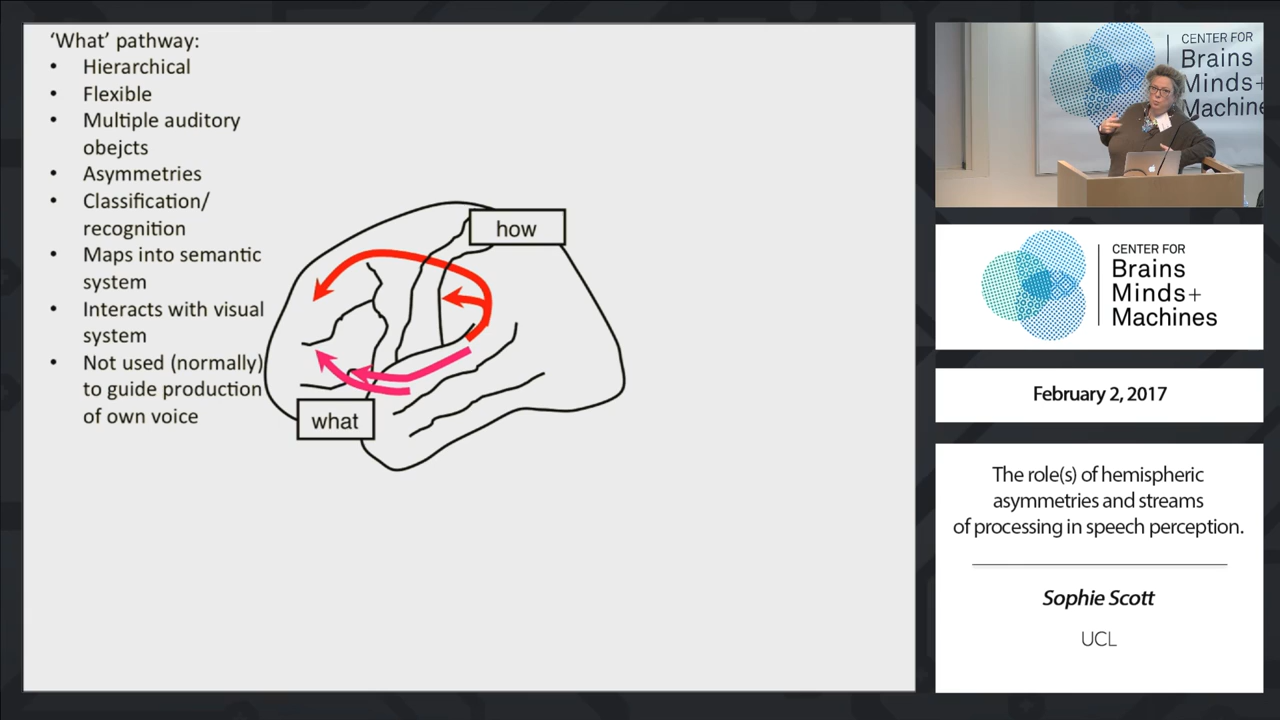 'What' pathway:
• Hierarchical
• Flexible
• Multiple auditory
obejcts
• Asymmetries
• Classification/
recognition
• Maps into semantic
system
• Interacts with visual
system
• Not used (normally)
to guide production
of own voice
how
what
CENTER FOR
Brains
Minds+
Machine
CENTER FOR
Brains
Minds+
Machines
February 2, 2017
The role(s) of hemispheric
asymmetries and streams
of processing in speech perception.
Sophie Scott
UCL